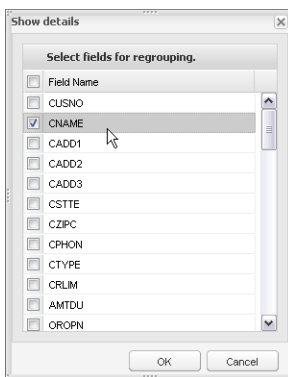 Show details
Select fields for regrouping.
Field Name
CUSNO
CNAME
CADD1
CADD2
CADD3
CSTTE
CZIPC
CPHON
CTYPE
CRLIM
AMTDU
OROPN
OK Cancel